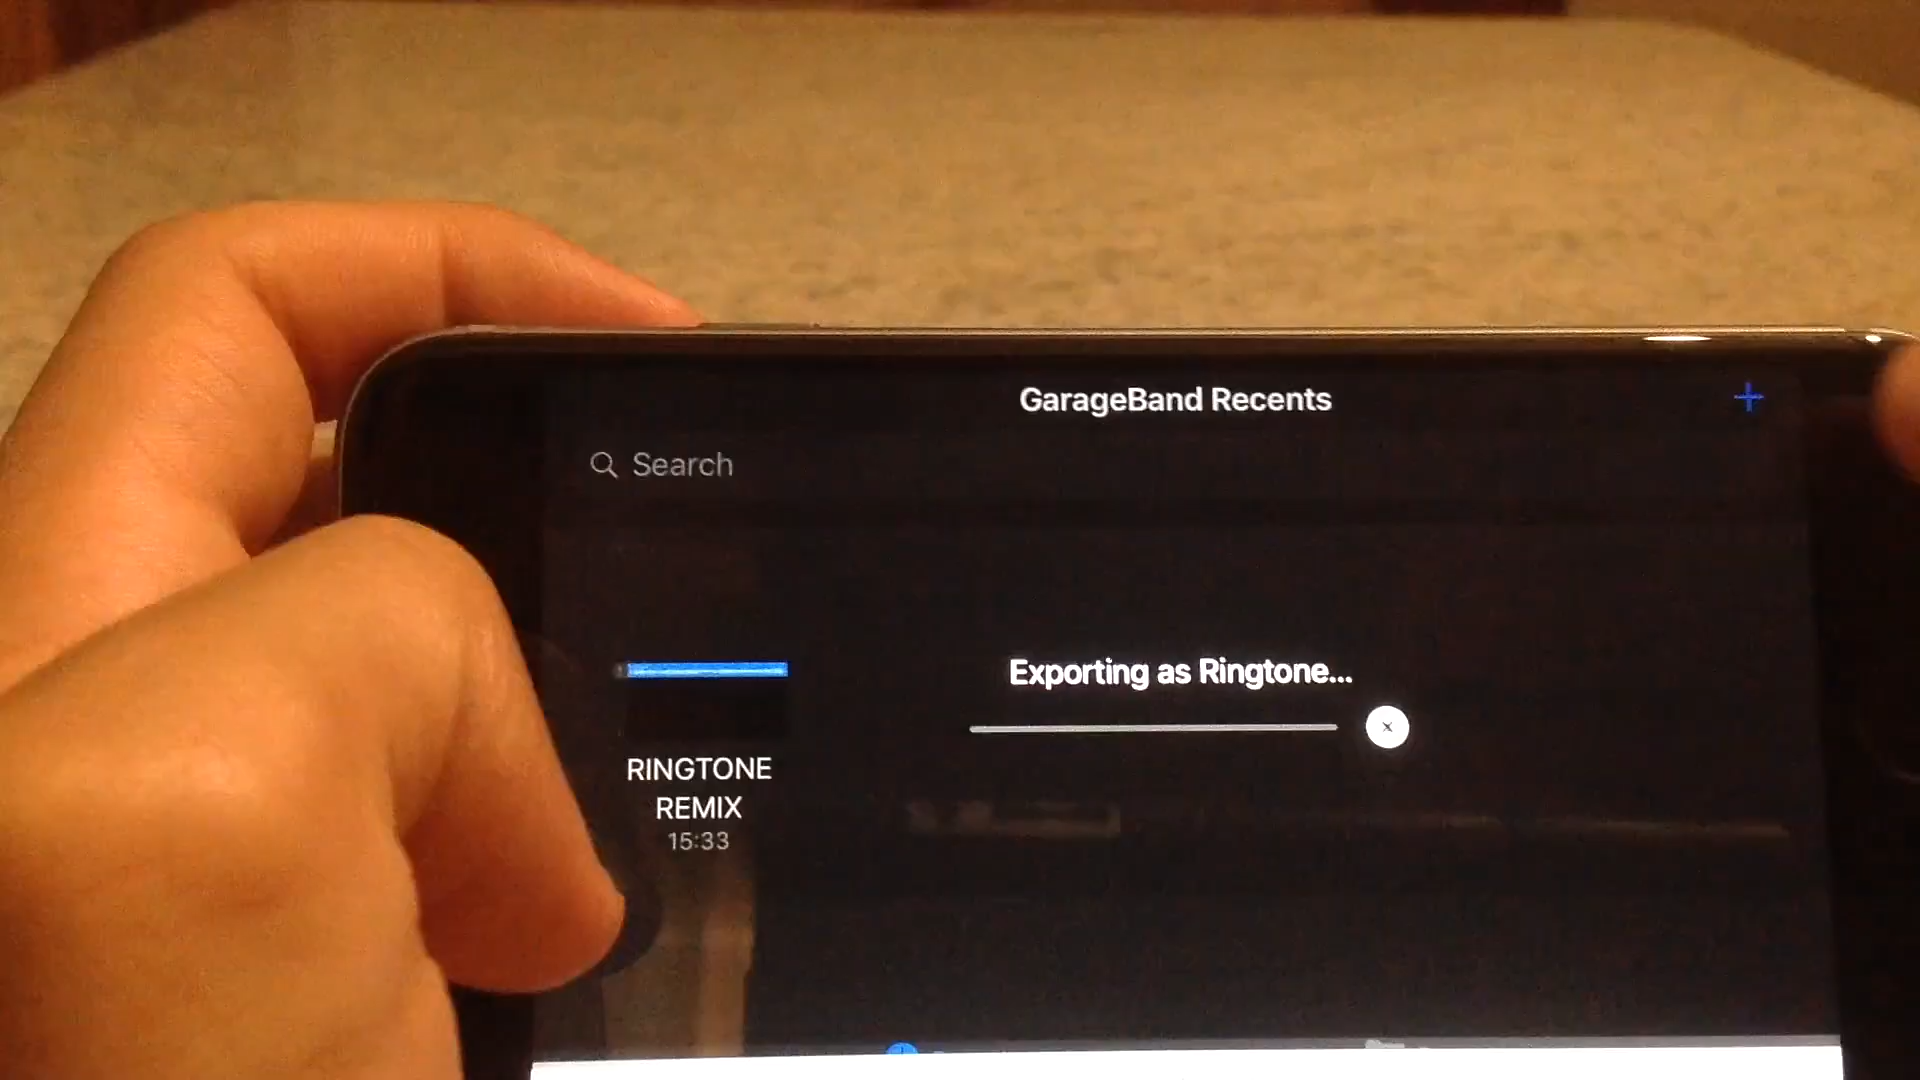 GarageBand Recents
Search
Exporting as Ringtone...
RINGTONE
REMIX
15:33